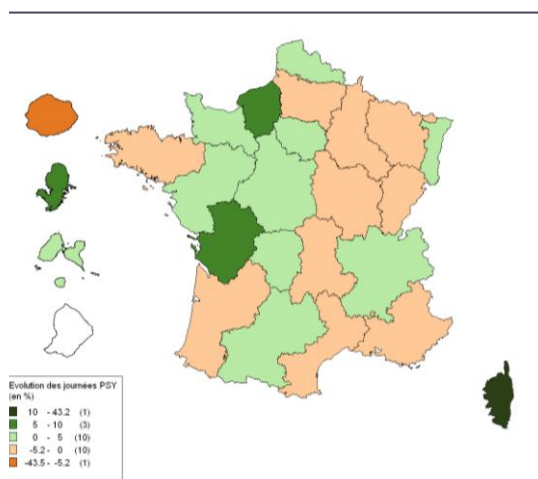 Evolution des journées PSY
(en %)
10 - 43.2 (1)
5 - 10 (3)
0 - 5 (10)
-5.2 - 0 (10)
-43.5 - -5.2 (1)